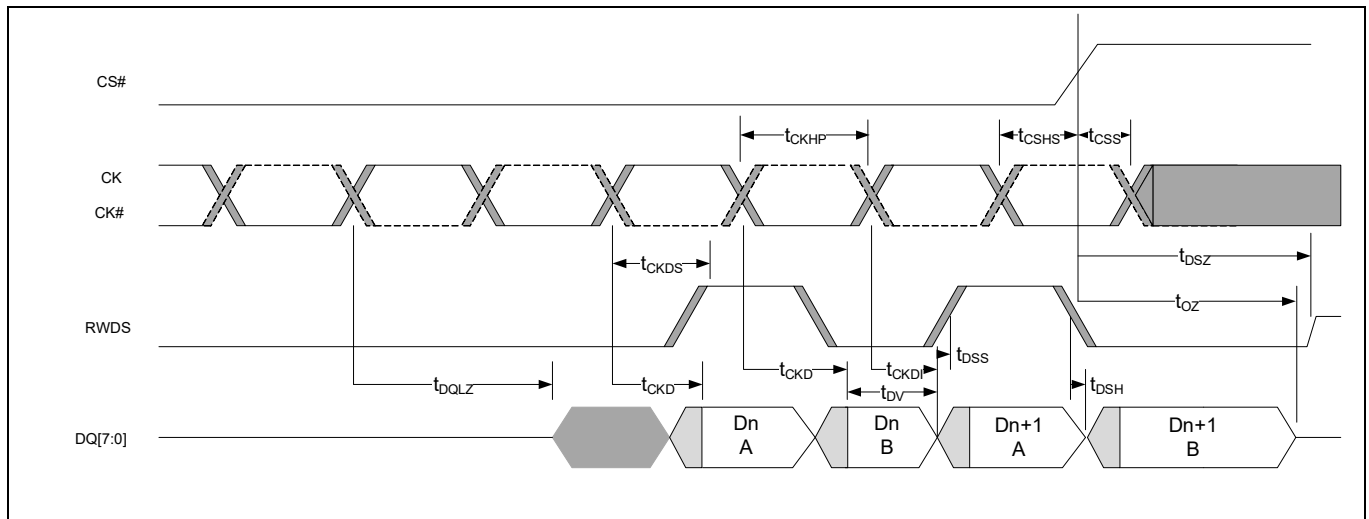 CS#
tCKHP
tCSHS
tCSS
CK
CK#
tCKDS
tDSZ
tOZ
RWDS
tDSS
tCKD
tCKDI
tDQLZ
tCKD
tDV
tDSH
DQ[7:0]
Dn
A
Dn
B
Dn+1
A
Dn+1
B